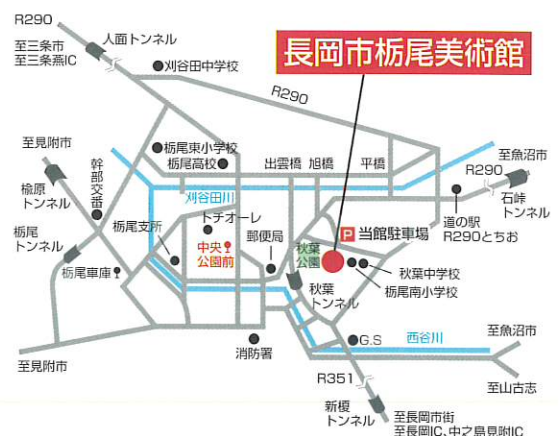 R290
至三条市
至三条燕IC
人面トンネル
刈谷田中学校
長岡市栃尾美術館
R290
至見附市
楡原
トンネル
幹部交番
栃尾東小学校
栃尾高校
出雲橋
旭橋
平橋
至魚沼市
R290
石峠
トンネル
刈谷田川
道の駅
R290とちお
栃尾
トンネル
栃尾支所
トチオーレ
中央
公園前
郵便局
秋葉
公園
P 当館駐車場
秋葉中学校
栃尾南小学校
栃尾車庫
秋葉
トンネル
至見附市
消防署
G.S
西谷川
至魚沼市
至山古志
R351
新榎
トンネル
至長岡市街
至長岡IC、中之島見附IC